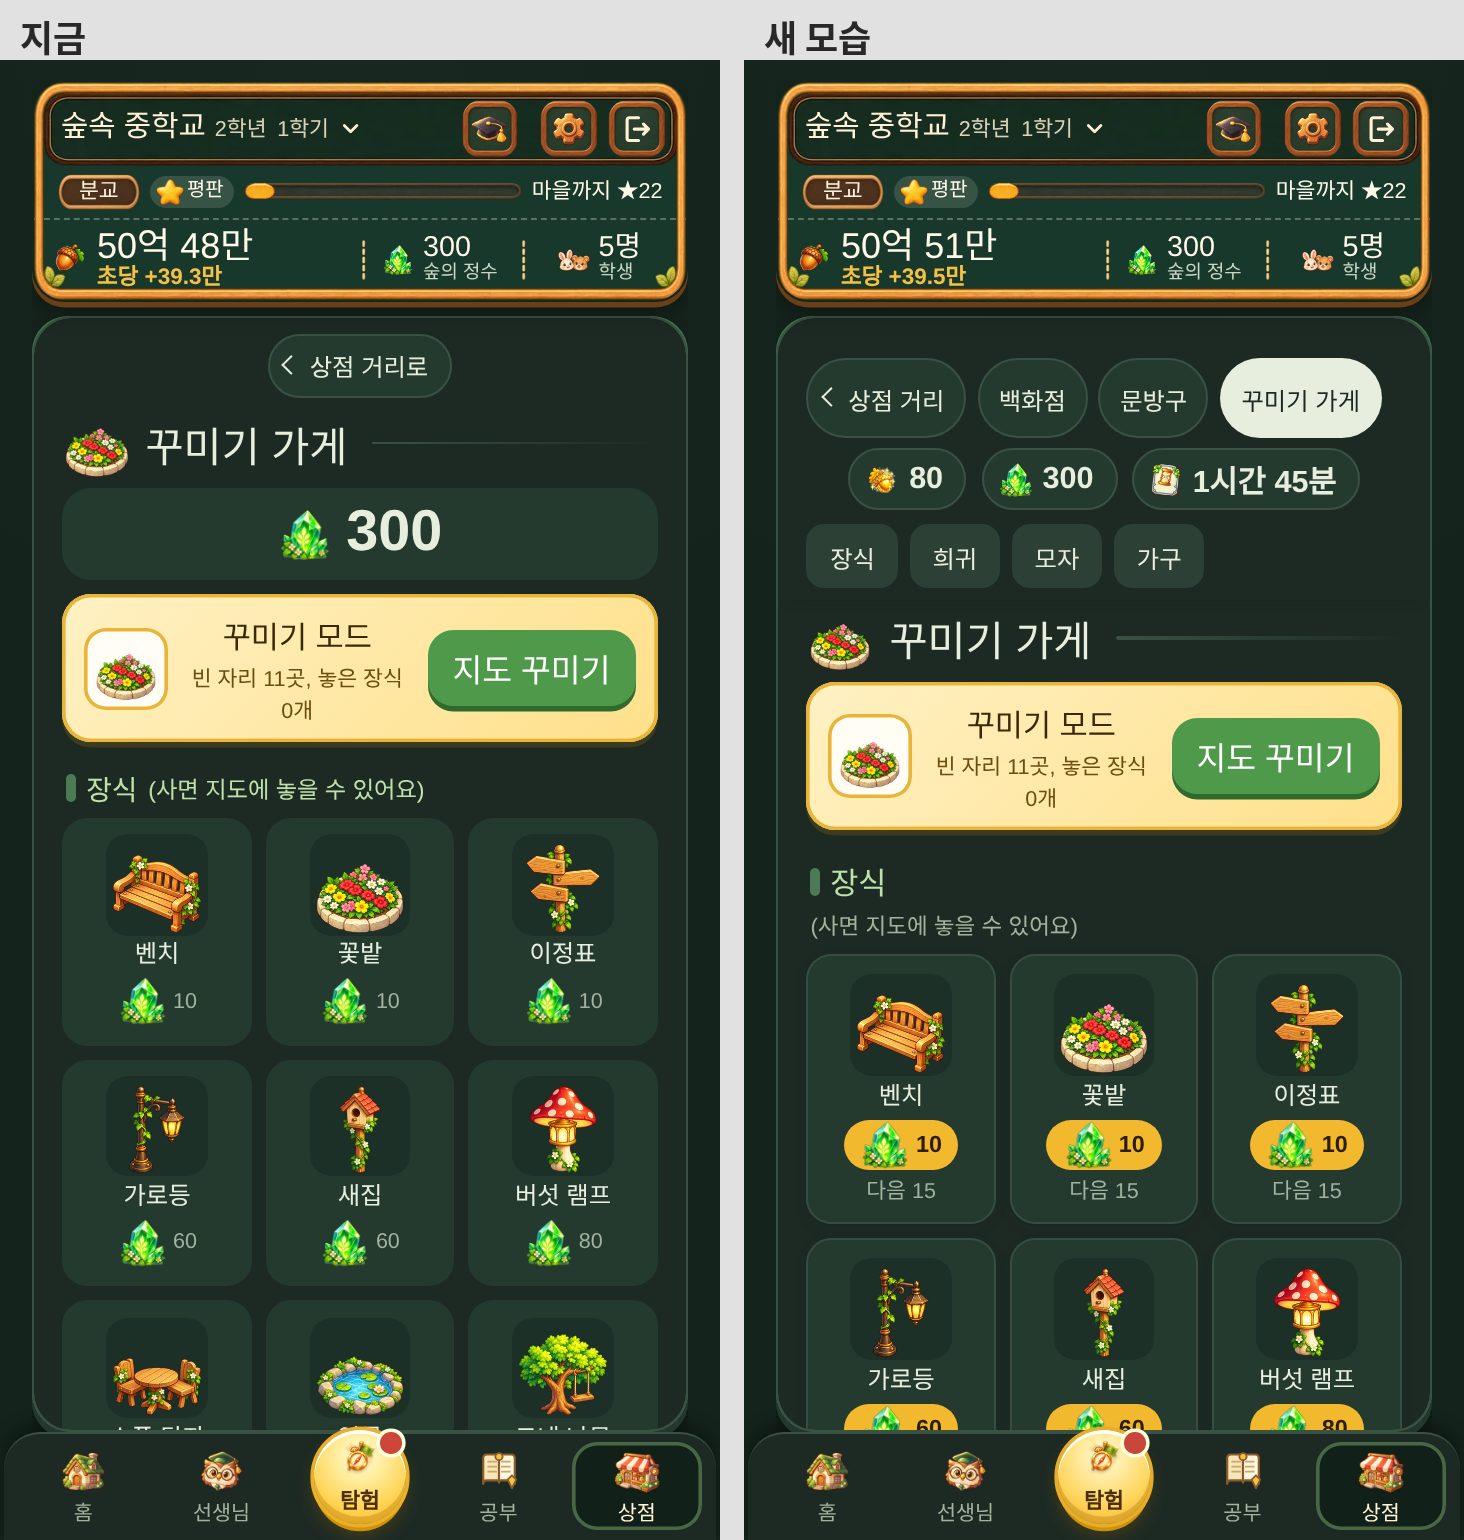 지금
숲속 중학교 2학년 1학기
분교 평판 마을까지 ★22
50억 48만
초당 +39.3만
300
숲의 정수
5명
학생
상점 거리로
꾸미기 가게
300
꾸미기 모드
빈 자리 11곳, 놓은 장식
0개
지도 꾸미기
장식 (사면 지도에 놓을 수 있어요)
벤치 꽃밭 이정표
10 10 10
가로등 새집 버섯 램프
60 60 80
홈 선생님 탐험 공부 상점
새 모습
숲속 중학교 2학년 1학기
분교 평판 마을까지 ★22
50억 51만
초당 +39.5만
300
숲의 정수
5명
학생
상점 거리 백화점 문방구 꾸미기 가게
80 300 1시간 45분
장식 희귀 모자 가구
꾸미기 가게
꾸미기 모드
빈 자리 11곳, 놓은 장식
0개
지도 꾸미기
장식
(사면 지도에 놓을 수 있어요)
벤치 꽃밭 이정표
10 10 10
다음 15 다음 15 다음 15
가로등 새집 버섯 램프
60 60 80
홈 선생님 탐험 공부 상점